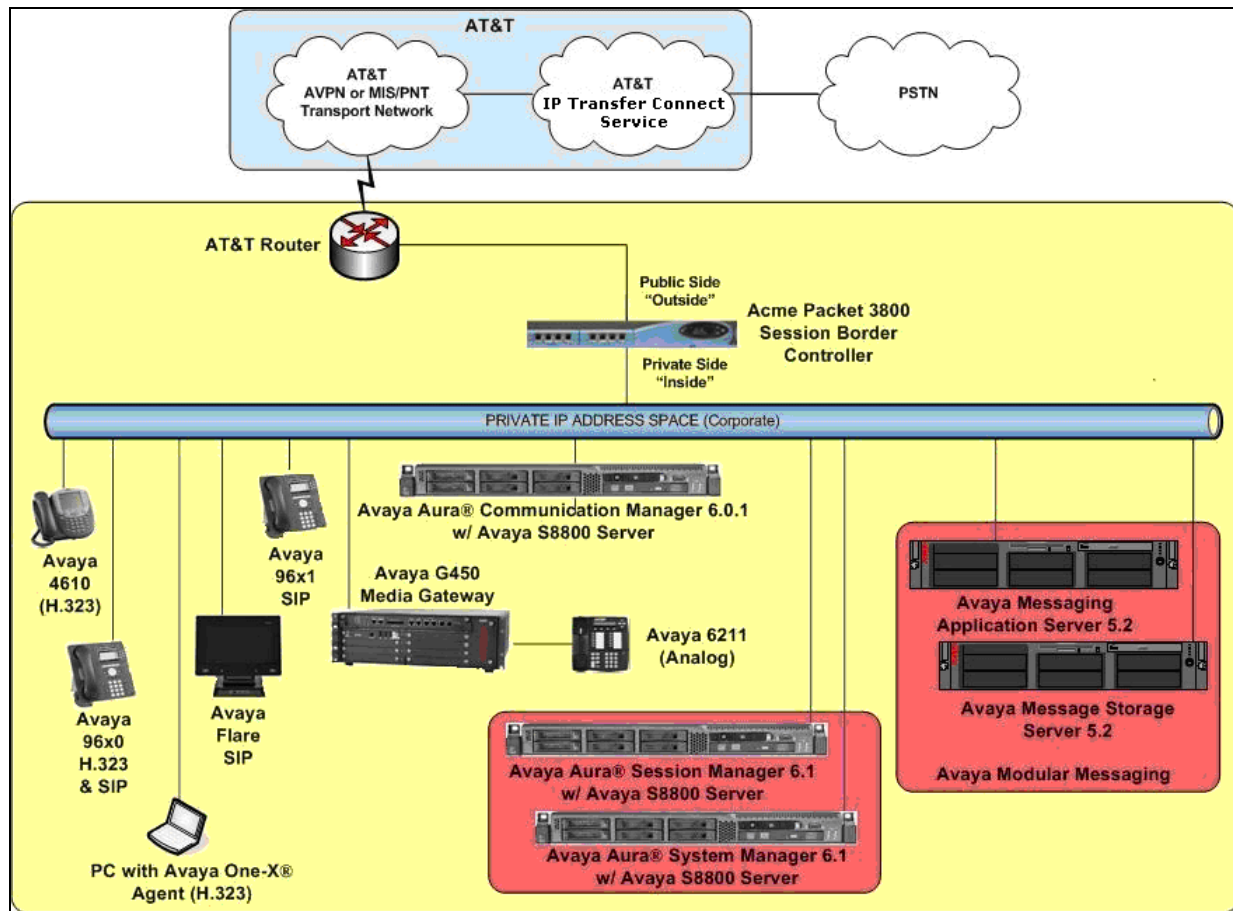 AT&T
AT&T
AVPN or MIS/PNT
Transport Network
AT&T
IP Transfer Connect
Service
PSTN
AT&T Router
Public Side
“Outside”
Acme Packet 3800
Session Border
Controller
Private Side
“Inside”
PRIVATE IP ADDRESS SPACE (Corporate)
Avaya
4610
(H.323)
Avaya
96x0
H.323
& SIP
PC with Avaya One-X®
Agent (H.323)
Avaya
Flare
SIP
Avaya
96x1
SIP
Avaya Aura® Communication Manager 6.0.1
w/ Avaya S8800 Server
Avaya G450
Media Gateway
Avaya 6211
(Analog)
Avaya Aura® Session Manager 6.1
w/ Avaya S8800 Server
Avaya Aura® System Manager 6.1
w/ Avaya S8800 Server
Avaya Messaging
Application Server 5.2
Avaya Message Storage
Server 5.2
Avaya Modular Messaging